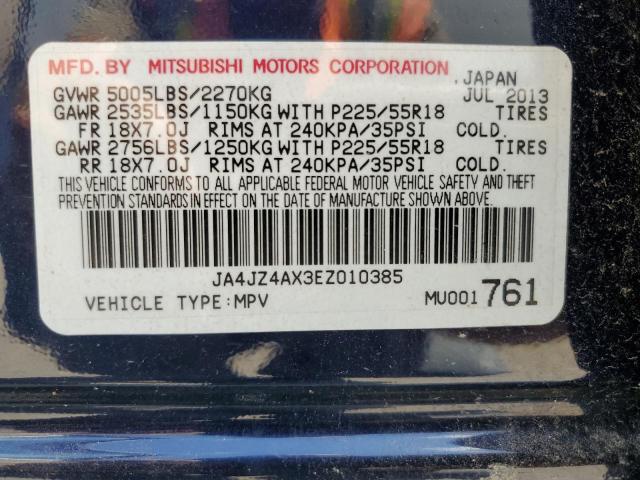 MFD. BY MITSUBISHI MOTORS CORPORATION . JAPAN
GVWR 5005LBS/2270KG JUL 2013
GAWR 2535LBS/1150KG WITH P225/55R18 TIRES
FR 18X7.0J RIMS AT 240KPA/35PSI COLD.
GAWR 2756LBS/1250KG WITH P225/55R18 TIRES
RR 18X7.0J RIMS AT 240KPA/35PSI COLD.
THIS VEHICLE CONFORMS TO ALL APPLICABLE FEDERAL MOTOR VEHICLE SAFETY AND THEFT
PREVENTION STANDARDS IN EFFECT ON THE DATE OF MANUFACTURE SHOWN ABOVE.
JA4JZ4AX3EZ010385
VEHICLE TYPE:MPV MU001761